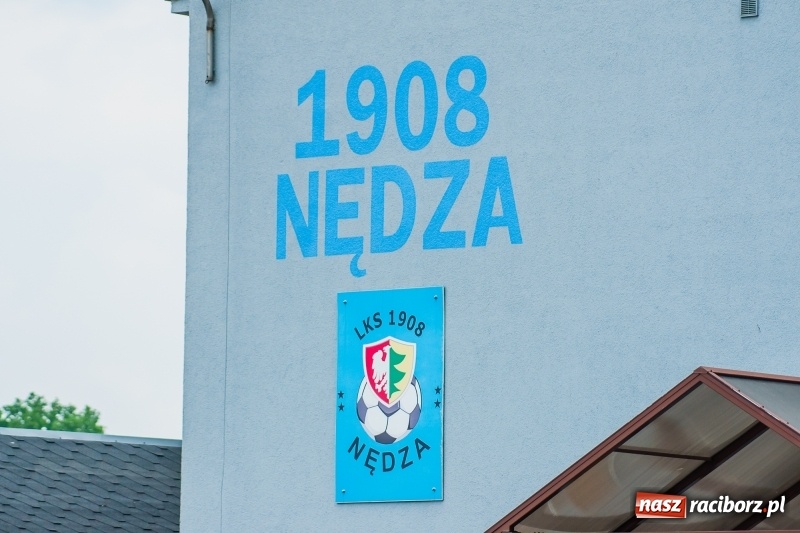 1908
NĘDZA
LKS 1908
NĘDZA
nasz raciborz.pl